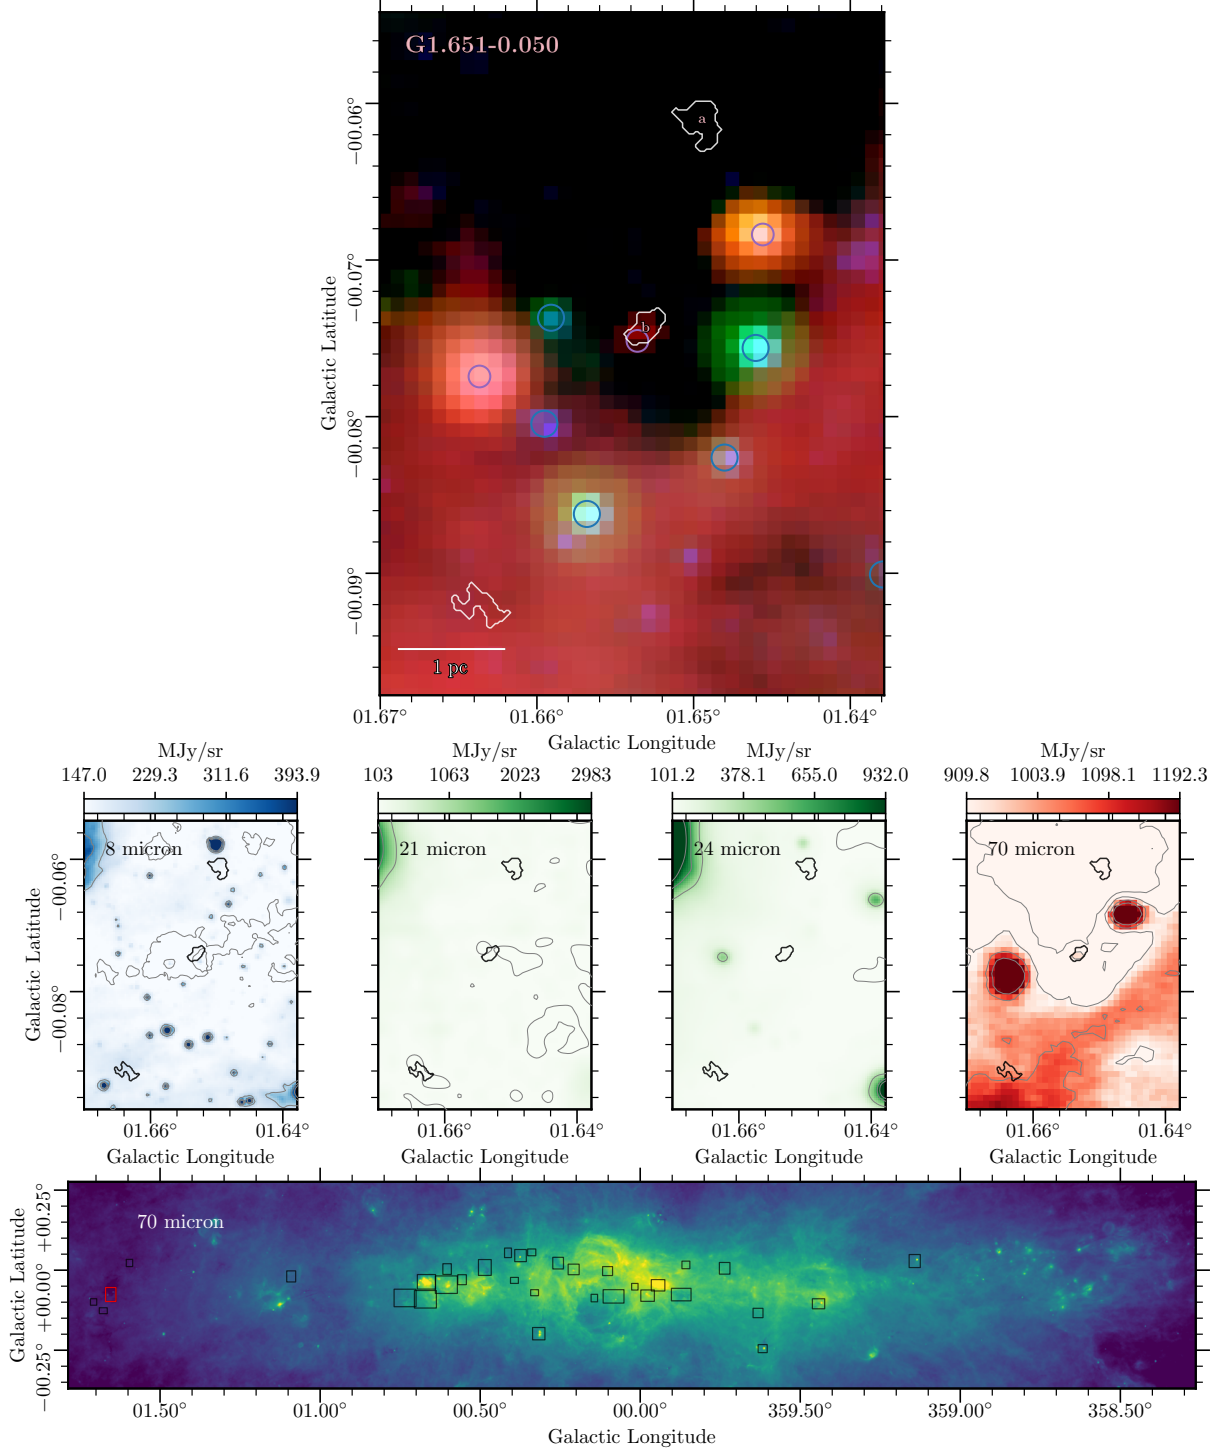 G1.651-0.050
a
b
1 pc
−00.06°
−00.07°
−00.08°
−00.09°
Galactic Latitude
01.67° 01.66° 01.65° 01.64°
Galactic Longitude
MJy/sr MJy/sr MJy/sr MJy/sr
147.0 229.3 311.6 393.9 103 1063 2023 2983 101.2 378.1 655.0 932.0 909.8 1003.9 1098.1 1192.3
8 micron 21 micron 24 micron 70 micron
−00.06°
−00.08°
Galactic Latitude
01.66° 01.64° 01.66° 01.64° 01.66° 01.64° 01.66° 01.64°
Galactic Longitude Galactic Longitude Galactic Longitude Galactic Longitude
70 micron
+00.25°
+00.00°
−00.25°
Galactic Latitude
01.50° 01.00° 00.50° 00.00° 359.50° 359.00° 358.50°
Galactic Longitude